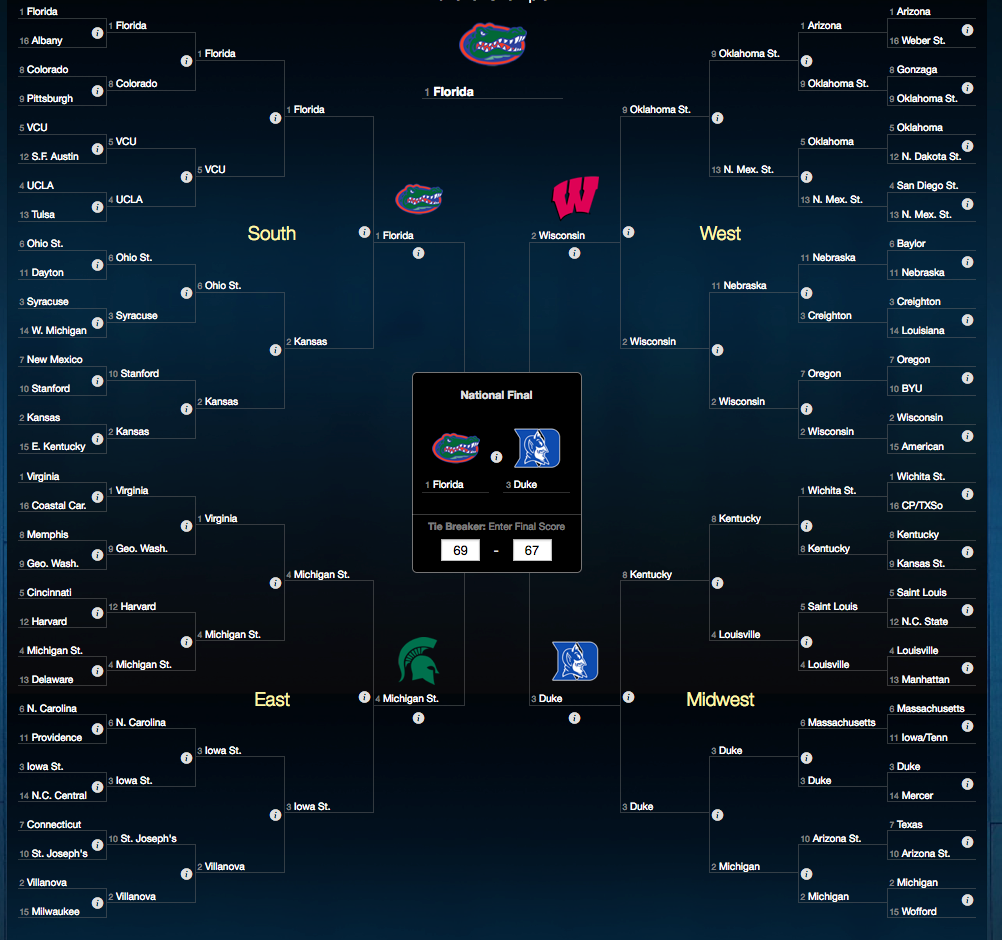 1 Florida
16 Albany
8 Colorado
9 Pittsburgh
5 VCU
12 S.F. Austin
4 UCLA
13 Tulsa
6 Ohio St.
11 Dayton
3 Syracuse
14 W. Michigan
7 New Mexico
10 Stanford
2 Kansas
15 E. Kentucky
1 Florida
8 Colorado
5 VCU
4 UCLA
6 Ohio St.
3 Syracuse
10 Stanford
2 Kansas
1 Florida
5 VCU
6 Ohio St.
2 Kansas
1 Florida
2 Kansas
South
1 Florida
1 Virginia
16 Coastal Car.
8 Memphis
9 Geo. Wash.
5 Cincinnati
12 Harvard
4 Michigan St.
13 Delaware
6 N. Carolina
11 Providence
3 Iowa St.
14 N.C. Central
7 Connecticut
10 St. Joseph's
2 Villanova
15 Milwaukee
1 Virginia
9 Geo. Wash.
12 Harvard
4 Michigan St.
6 N. Carolina
3 Iowa St.
10 St. Joseph's
2 Villanova
1 Virginia
4 Michigan St.
3 Iowa St.
2 Villanova
4 Michigan St.
3 Iowa St.
East
4 Michigan St.
1 Florida
National Final
1 Florida
3 Duke
Tie Breaker: Enter Final Score
69 - 67
W
2 Wisconsin
West
9 Oklahoma St.
2 Wisconsin
9 Oklahoma St.
13 N. Mex. St.
11 Nebraska
2 Wisconsin
1 Arizona
9 Oklahoma St.
5 Oklahoma
13 N. Mex. St.
11 Nebraska
3 Creighton
7 Oregon
2 Wisconsin
1 Arizona
16 Weber St.
8 Gonzaga
9 Oklahoma St.
5 Oklahoma
12 N. Dakota St.
4 San Diego St.
13 N. Mex. St.
6 Baylor
11 Nebraska
3 Creighton
14 Louisiana
7 Oregon
10 BYU
2 Wisconsin
15 American
3 Duke
Midwest
8 Kentucky
3 Duke
8 Kentucky
4 Louisville
3 Duke
2 Michigan
1 Wichita St.
8 Kentucky
5 Saint Louis
4 Louisville
6 Massachusetts
3 Duke
10 Arizona St.
2 Michigan
1 Wichita St.
16 CP/TXSo
8 Kentucky
9 Kansas St.
5 Saint Louis
12 N.C. State
4 Louisville
13 Manhattan
6 Massachusetts
11 Iowa/Tenn
3 Duke
14 Mercer
7 Texas
10 Arizona St.
2 Michigan
15 Wofford